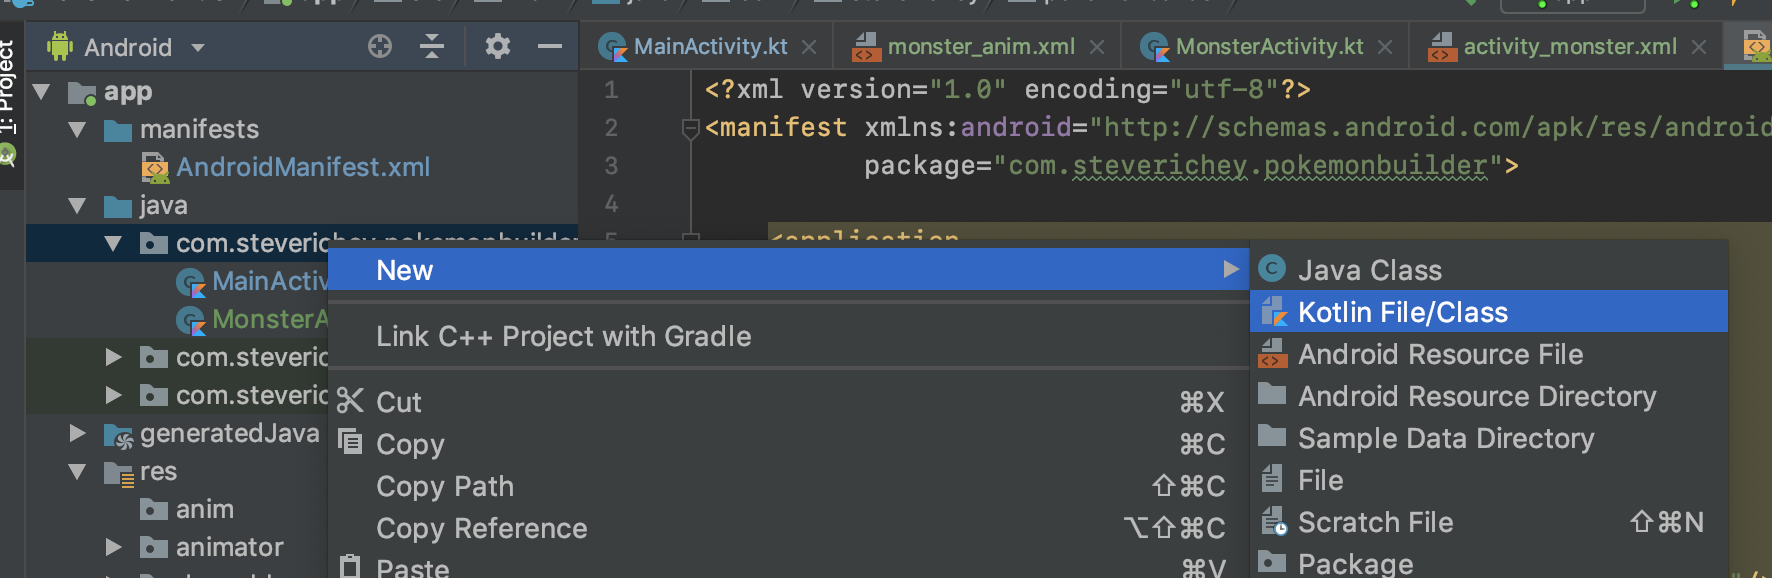 app
Android
MainActivity.kt
monster_anim.xml
MonsterActivity.kt
activity_monster.xml
1: Project
app
manifests
AndroidManifest.xml
java
com.steverichey.pokemonbuilder
MainActiv
MonsterA
com.steveric
com.steveric
generatedJava
res
anim
animator
1 <?xml version="1.0" encoding="utf-8"?>
2 <manifest xmlns:android="http://schemas.android.com/apk/res/android
3 package="com.steverichey.pokemonbuilder">
4
5 <application
New
Link C++ Project with Gradle
Cut ⌘X
Copy ⌘C
Copy Path ⇧⌘C
Copy Reference ⌥⇧⌘C
Paste ⌘V
Java Class
Kotlin File/Class
Android Resource File
Android Resource Directory
Sample Data Directory
File
Scratch File ⇧⌘N
Package
"/